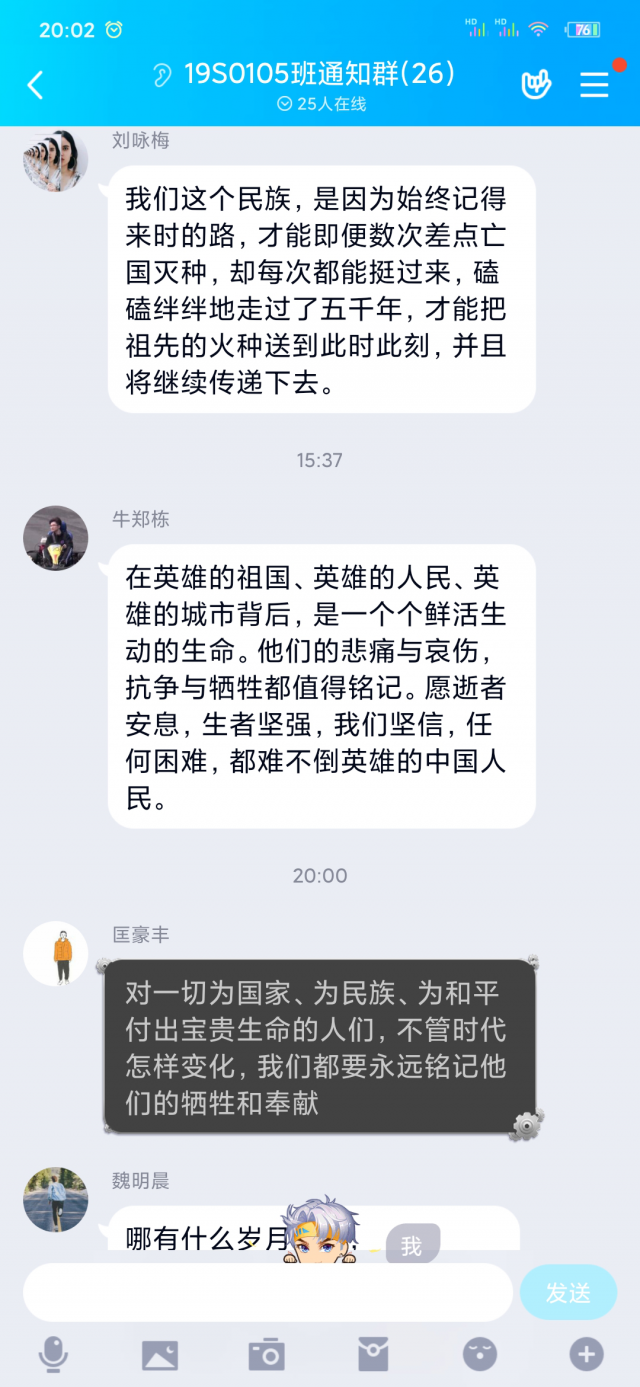 20:02
HD
HD
76
19S0105班通知群(26)
25人在线
刘咏梅
我们这个民族，是因为始终记得
来时的路，才能即便数次差点亡
国灭种，却每次都能挺过来，磕
磕绊绊地走过了五千年，才能把
祖先的火种送到此时此刻，并且
将继续传递下去。
15:37
牛郑栋
在英雄的祖国、英雄的人民、英
雄的城市背后，是一个个鲜活生
动的生命。他们的悲痛与哀伤，
抗争与牺牲都值得铭记。愿逝者
安息，生者坚强，我们坚信，任
何困难，都难不倒英雄的中国人
民。
20:00
匡豪丰
对一切为国家、为民族、为和平
付出宝贵生命的人们，不管时代
怎样变化，我们都要永远铭记他
们的牺牲和奉献
魏明晨
哪有什么岁月
我
发送